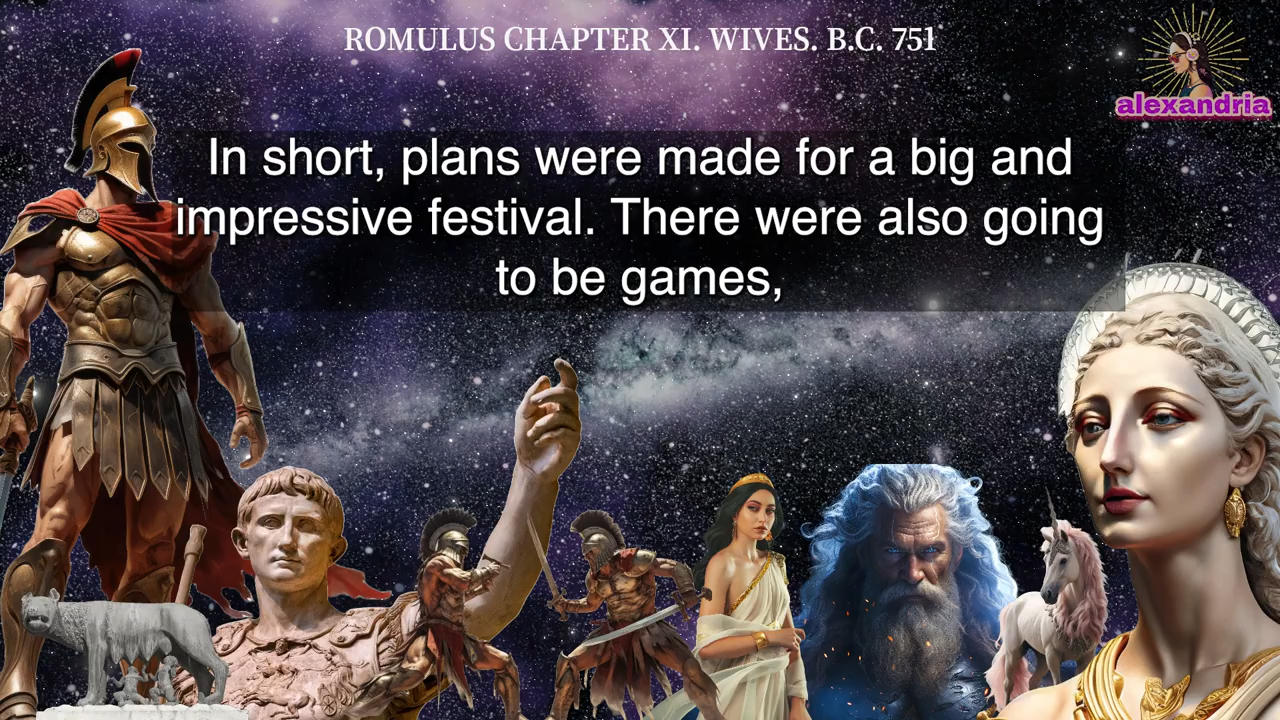 ROMULUS CHAPTER XI. WIVES. B.C. 751
alexandria
In short, plans were made for a big and
impressive festival. There were also going
to be games,